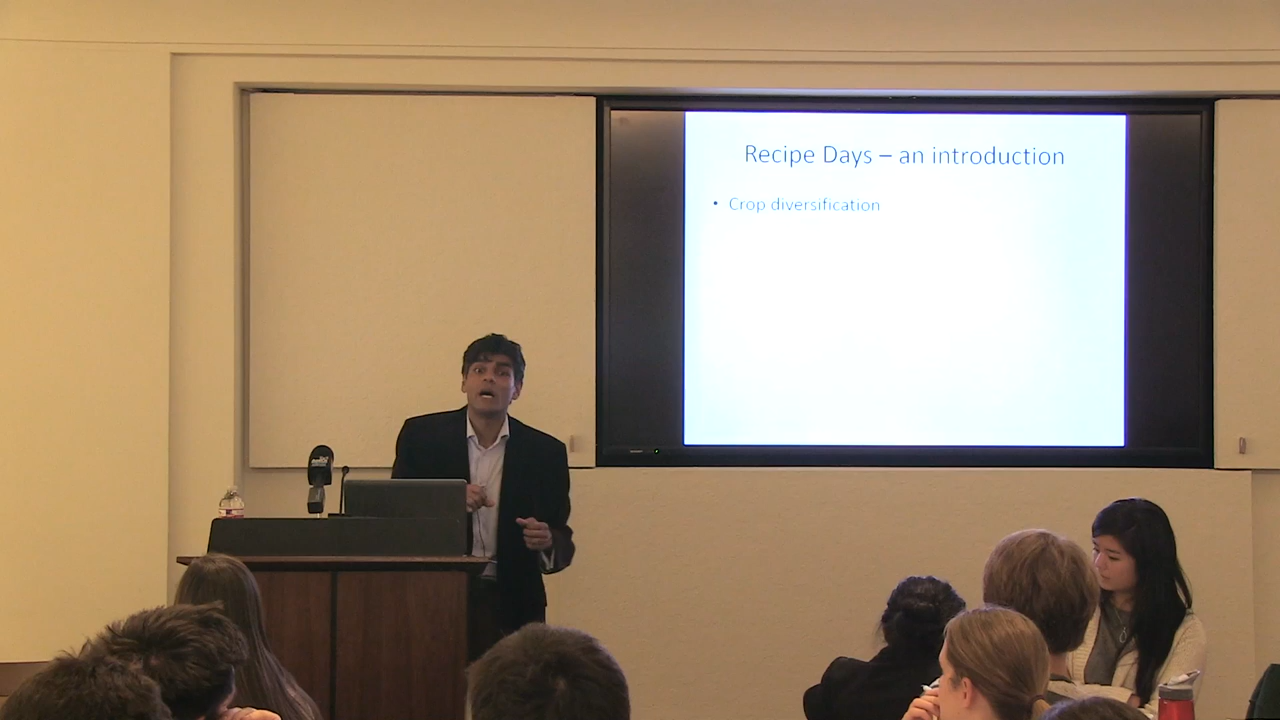 Recipe Days – an introduction
• Crop diversification